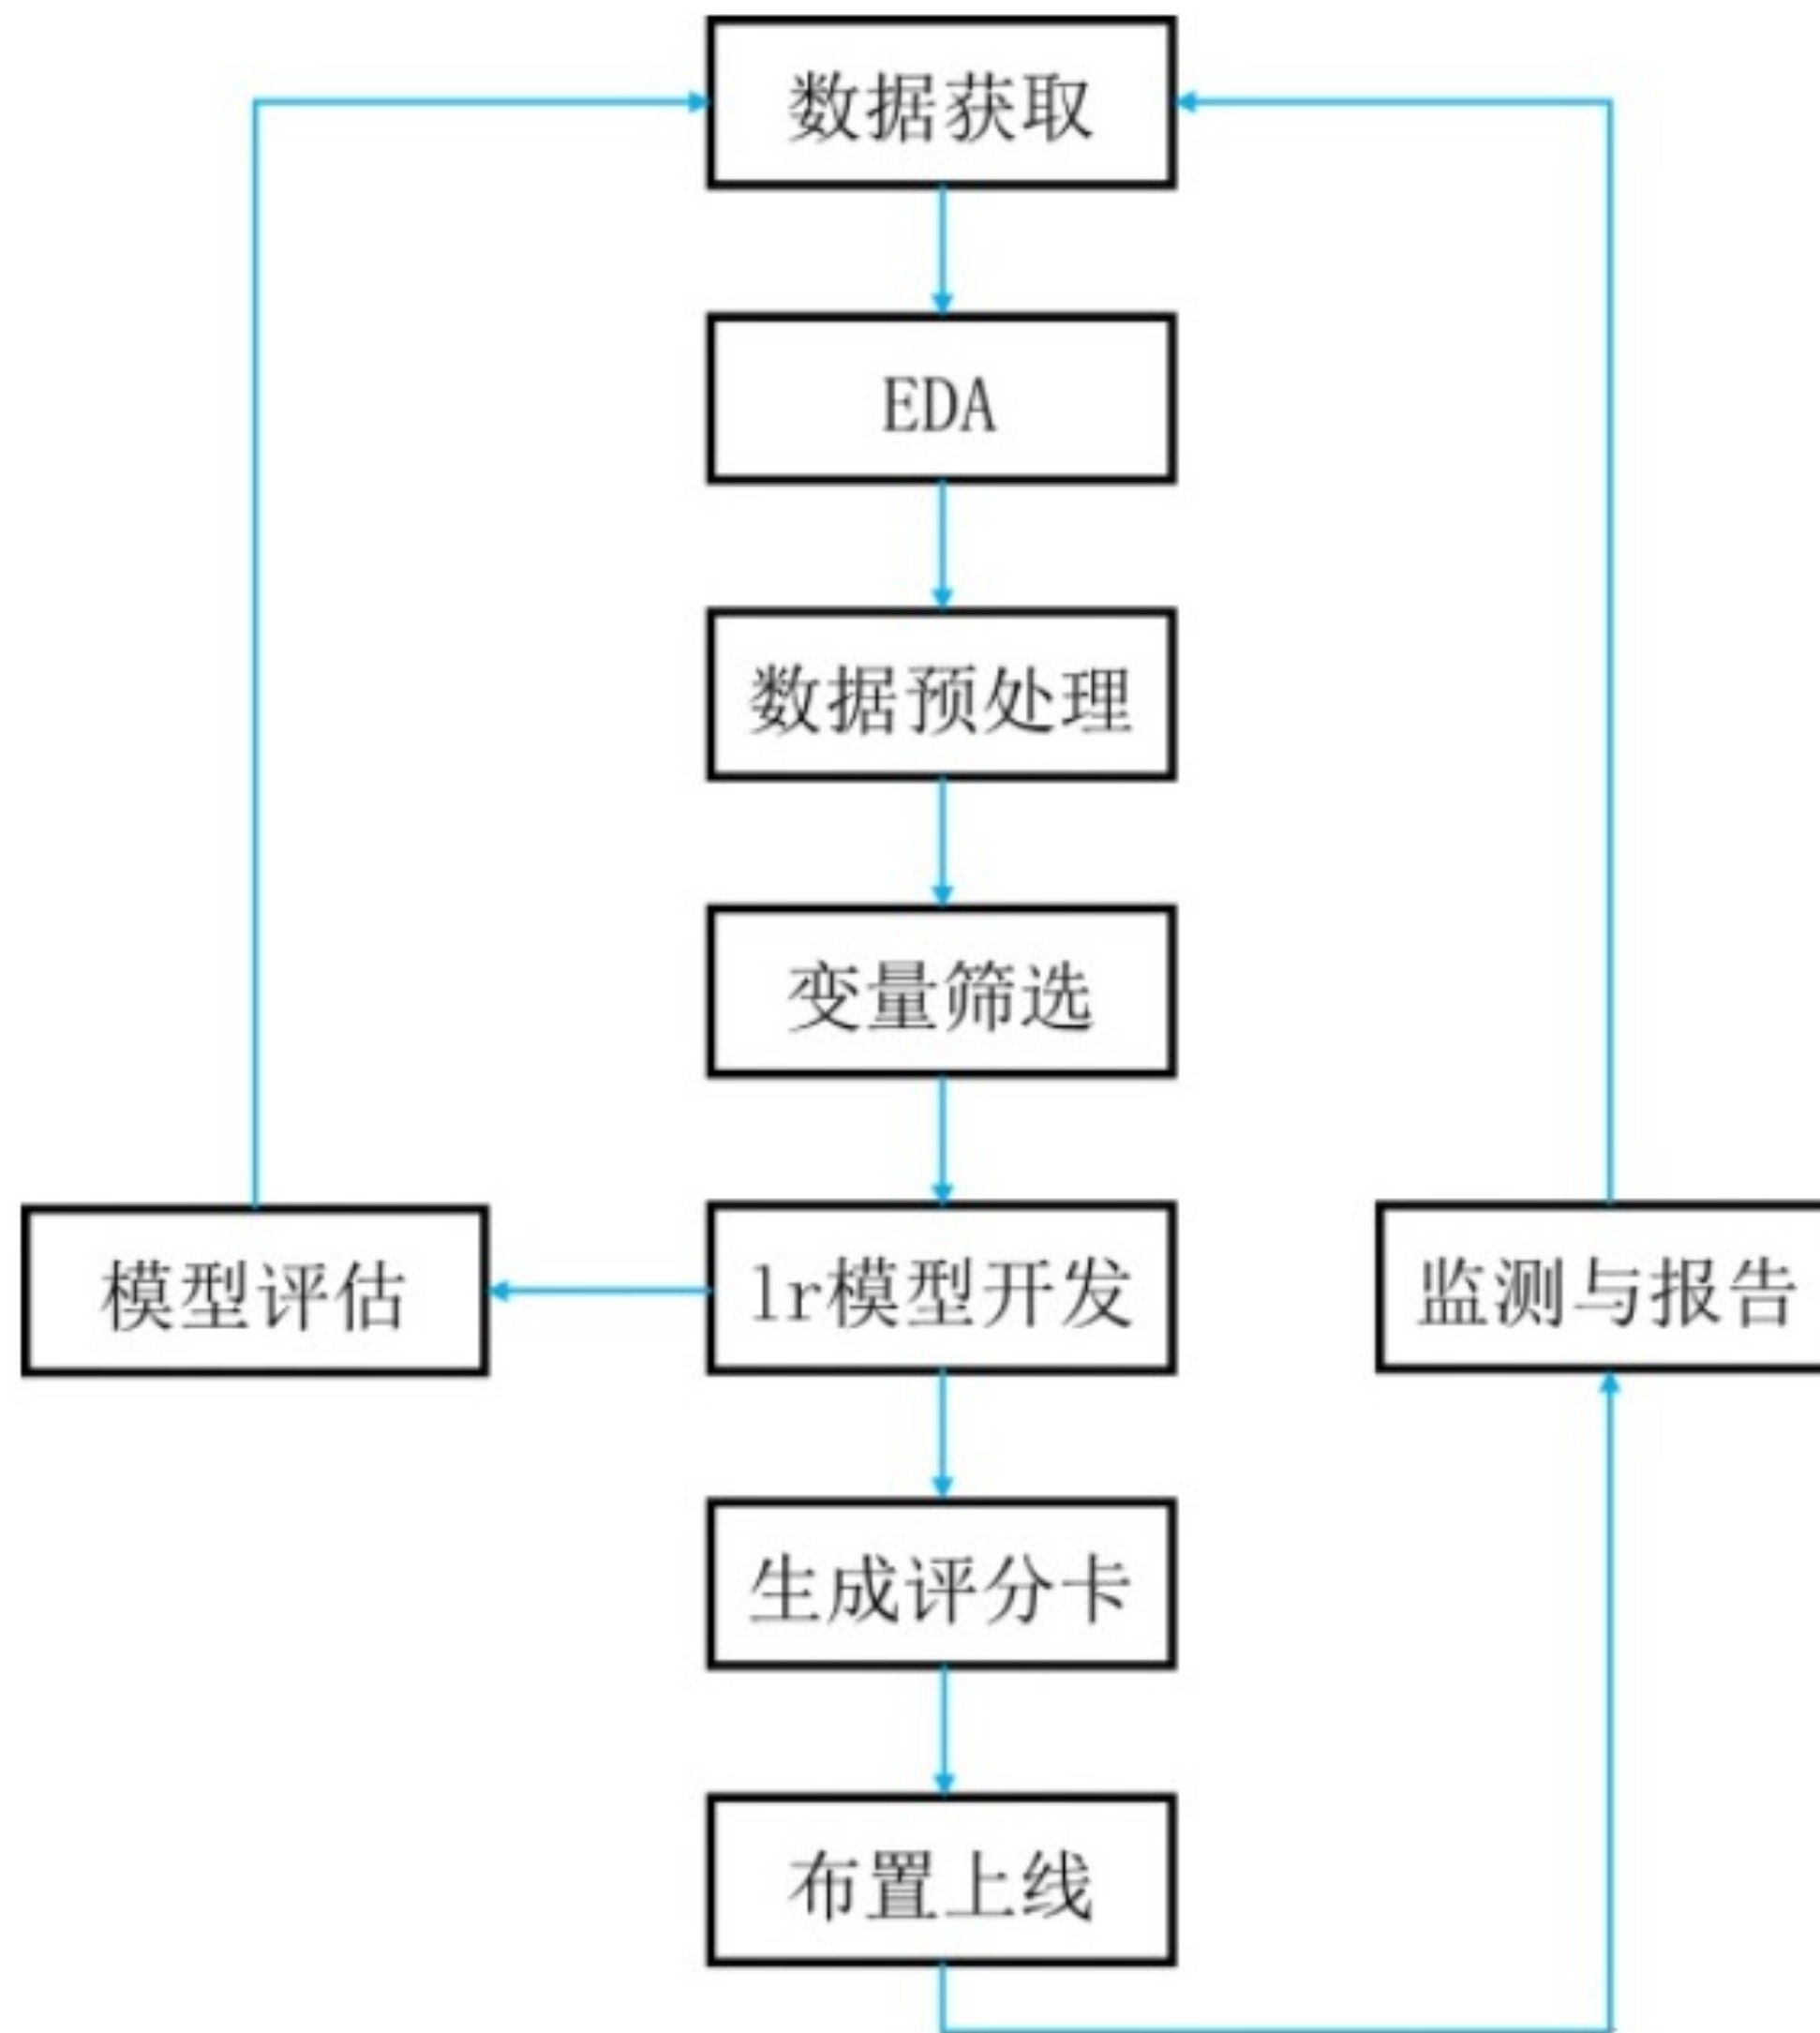 数据获取
EDA
数据预处理
变量筛选
模型评估
lr模型开发
监测与报告
生成评分卡
布置上线